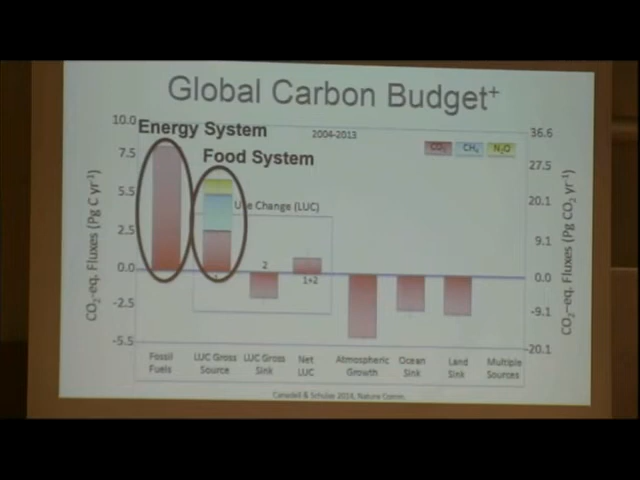 Global Carbon Budget+
Energy System
2004-2013
Food System
CO₂ CH₄ N₂O
10.0
7.5
5.5
2.5
0.0
-2.5
-5.5
CO₂-eq. Fluxes (Pg C yr⁻¹)
36.6
27.5
20.1
9.1
0.0
-9.1
-20.1
CO₂-eq. Fluxes (Pg CO₂ yr⁻¹)
Change (LUC)
2
1+2
Fossil Fuels
LUC Gross Source
LUC Gross Sink
Net LUC
Atmospheric Growth
Ocean Sink
Land Sink
Multiple Sources
Canadell & Schulze 2014, Nature Comm.